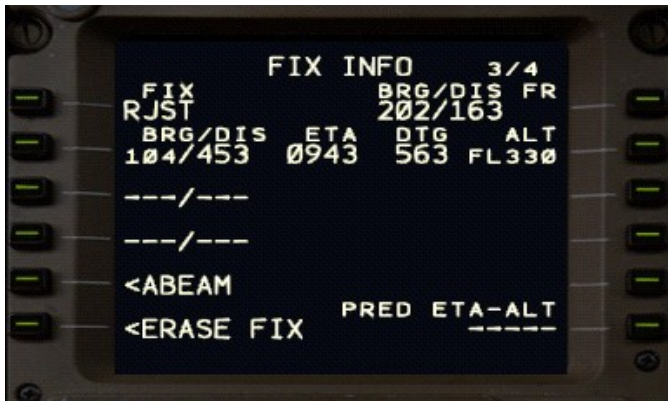 FIX INFO 3/4
FIX BRG/DIS FR
RJST 202/163
BRG/DIS ETA DTG ALT
104/453 0943 563 FL330
---/---
---/---
<ABEAM
PRED ETA-ALT
<ERASE FIX -----